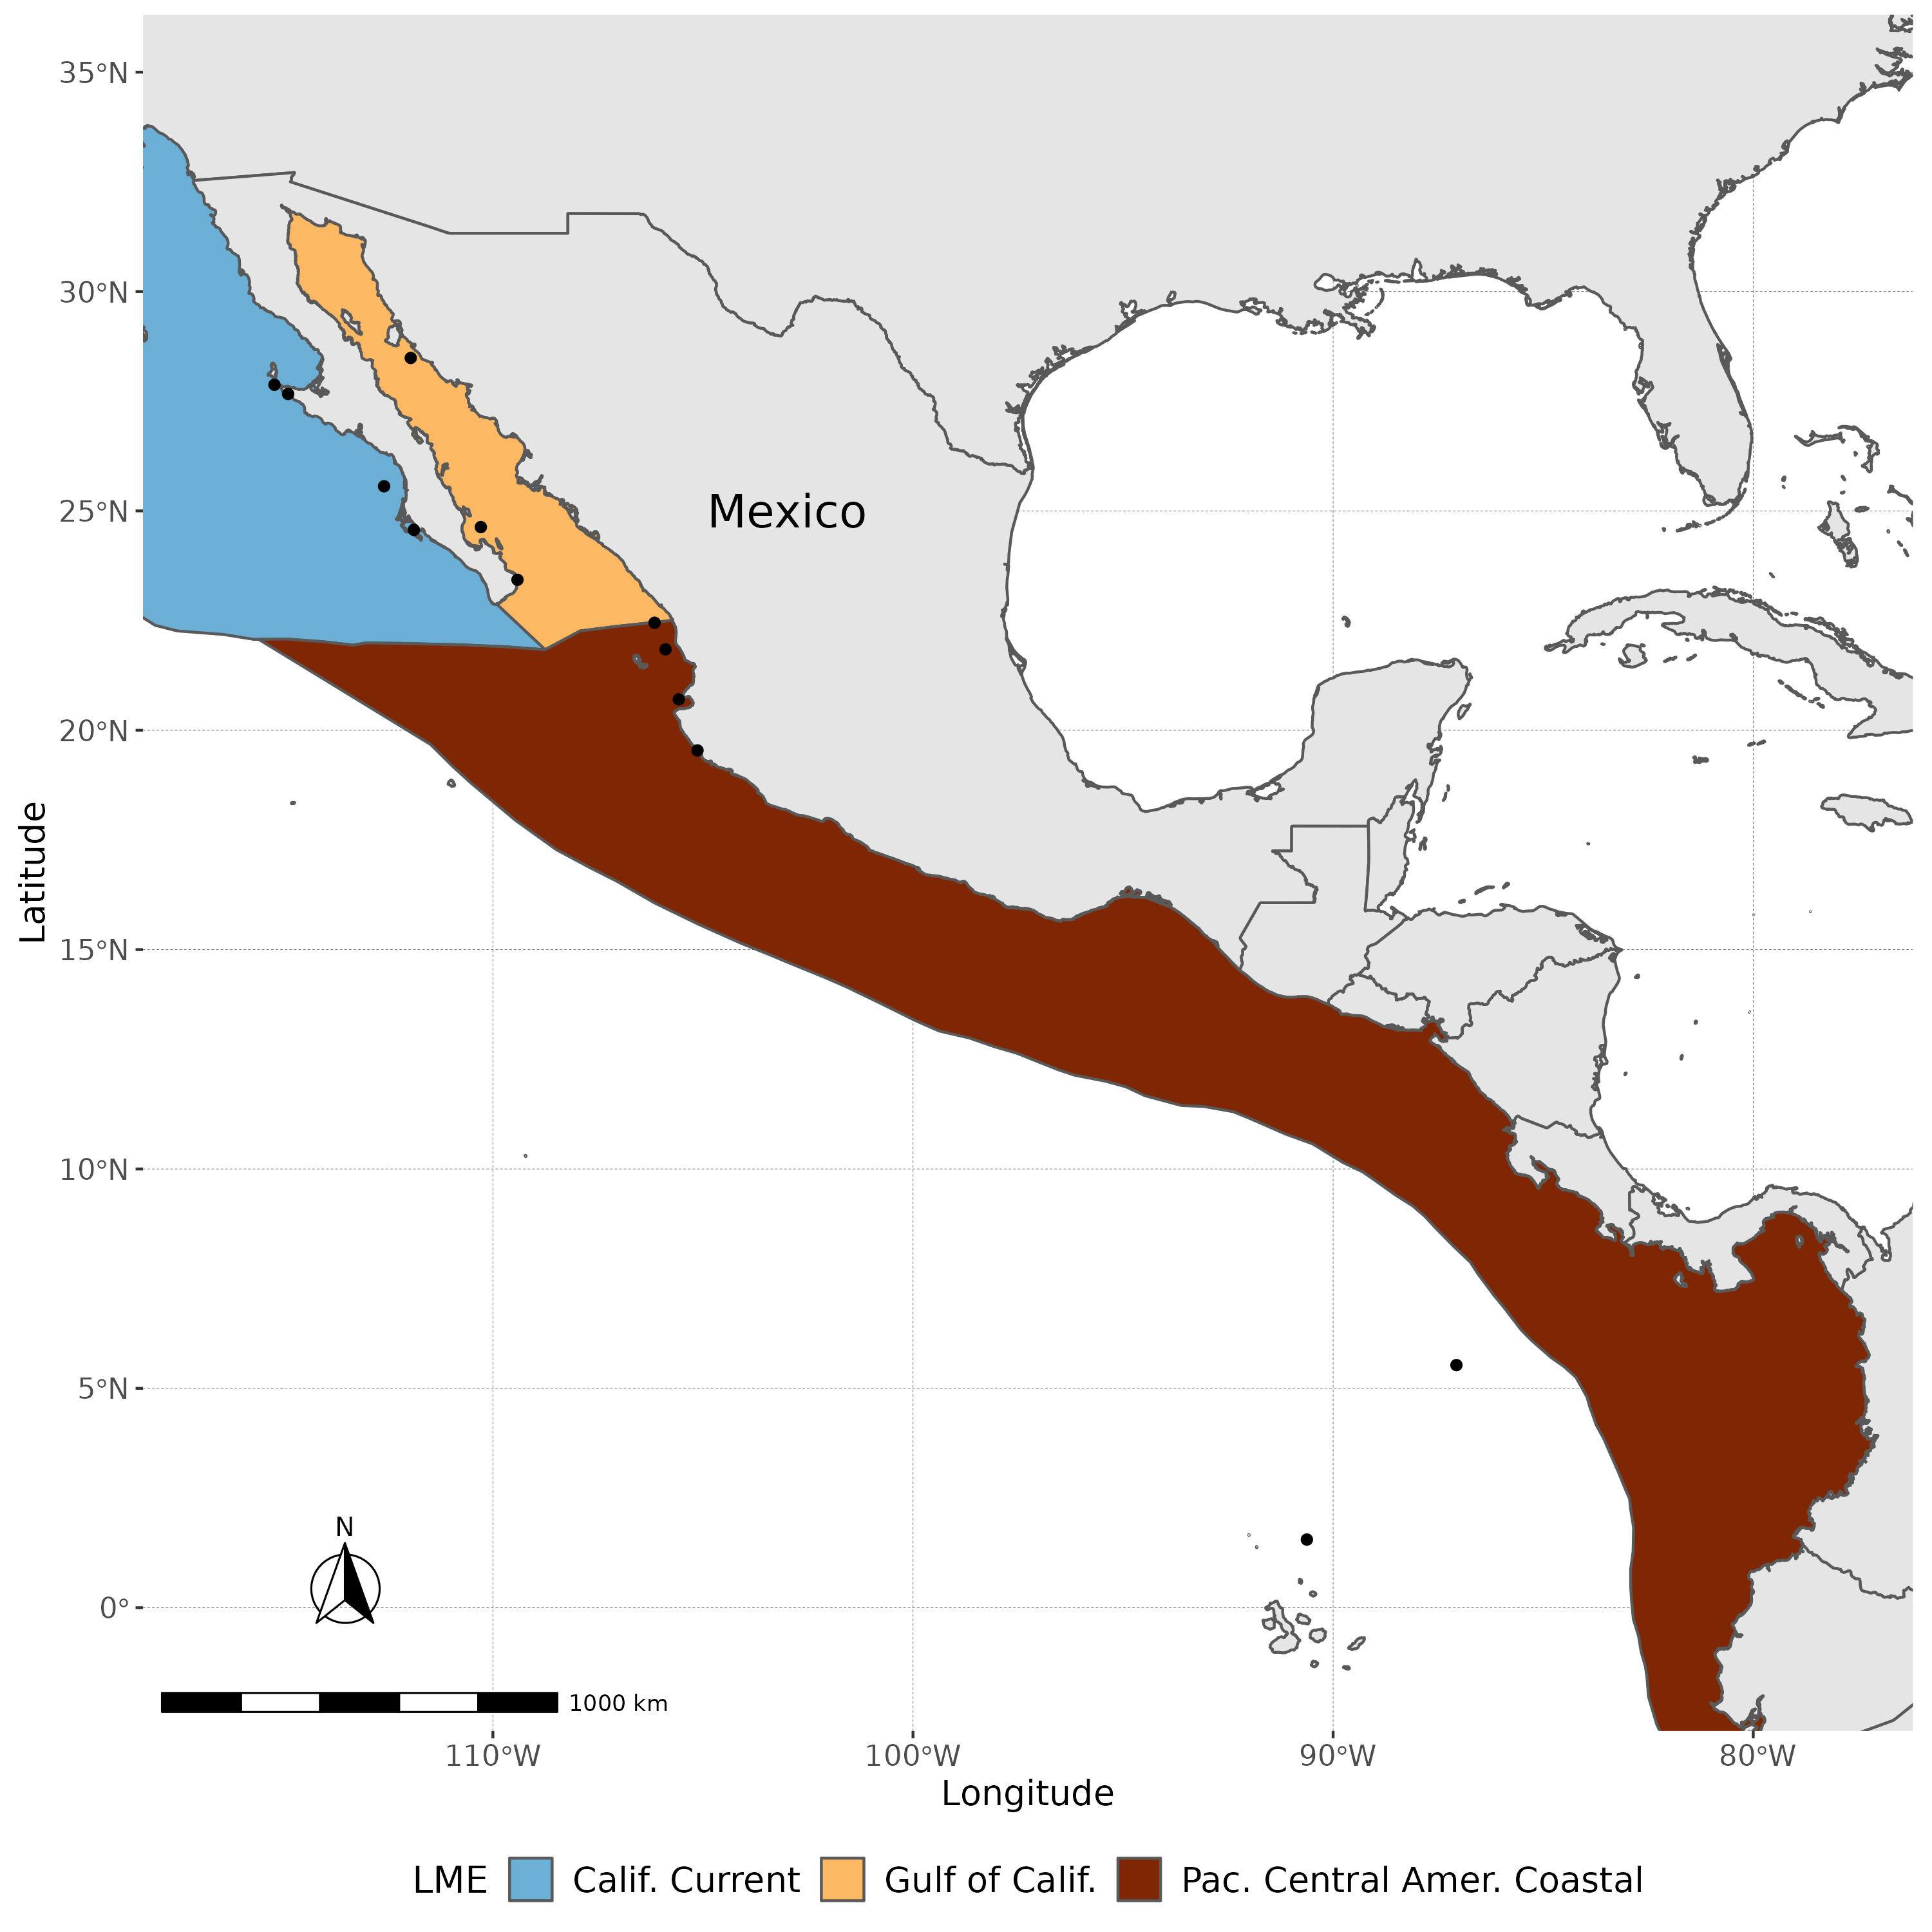 35°N
30°N
25°N
20°N
15°N
10°N
5°N
0°
Latitude
Mexico
N
1000 km
110°W 100°W 90°W 80°W
Longitude
LME Calif. Current Gulf of Calif. Pac. Central Amer. Coastal